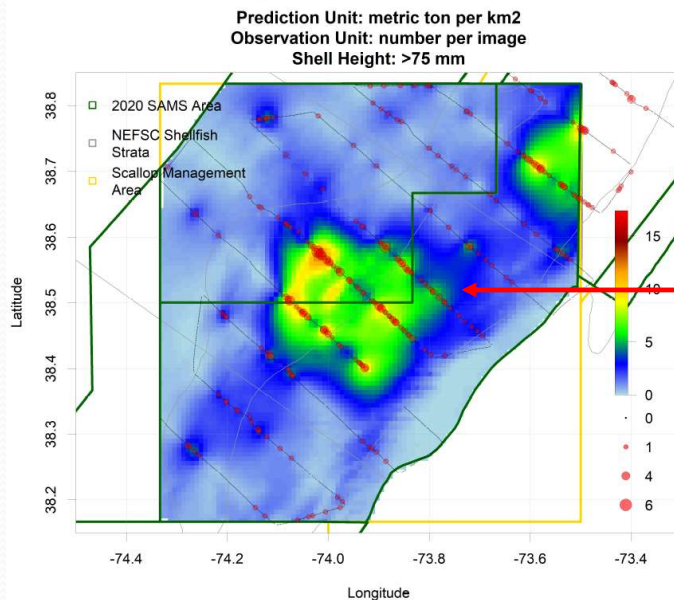 Prediction Unit: metric ton per km2
Observation Unit: number per image
Shell Height: >75 mm
2020 SAMS Area
NEFSC Shellfish
Strata
Scallop Management
Area
Latitude
38.8
38.7
38.6
38.5
38.4
38.3
38.2
15
10
5
0
0
1
4
6
-74.4
-74.2
-74.0
-73.8
-73.6
-73.4
Longitude